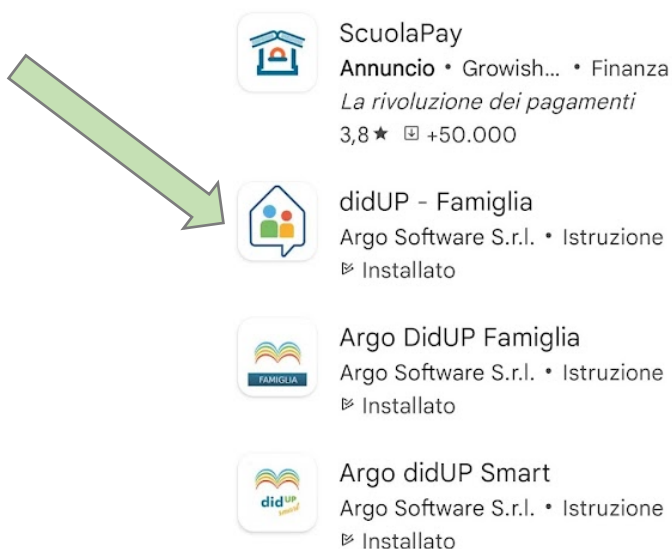 ScuolaPay
Annuncio • Growish... • Finanza
La rivoluzione dei pagamenti
3,8★ +50.000
didUP - Famiglia
Argo Software S.r.l. • Istruzione
Installato
FAMIGLIA
Argo DidUP Famiglia
Argo Software S.r.l. • Istruzione
Installato
didUP
smart
Argo didUP Smart
Argo Software S.r.l. • Istruzione
Installato